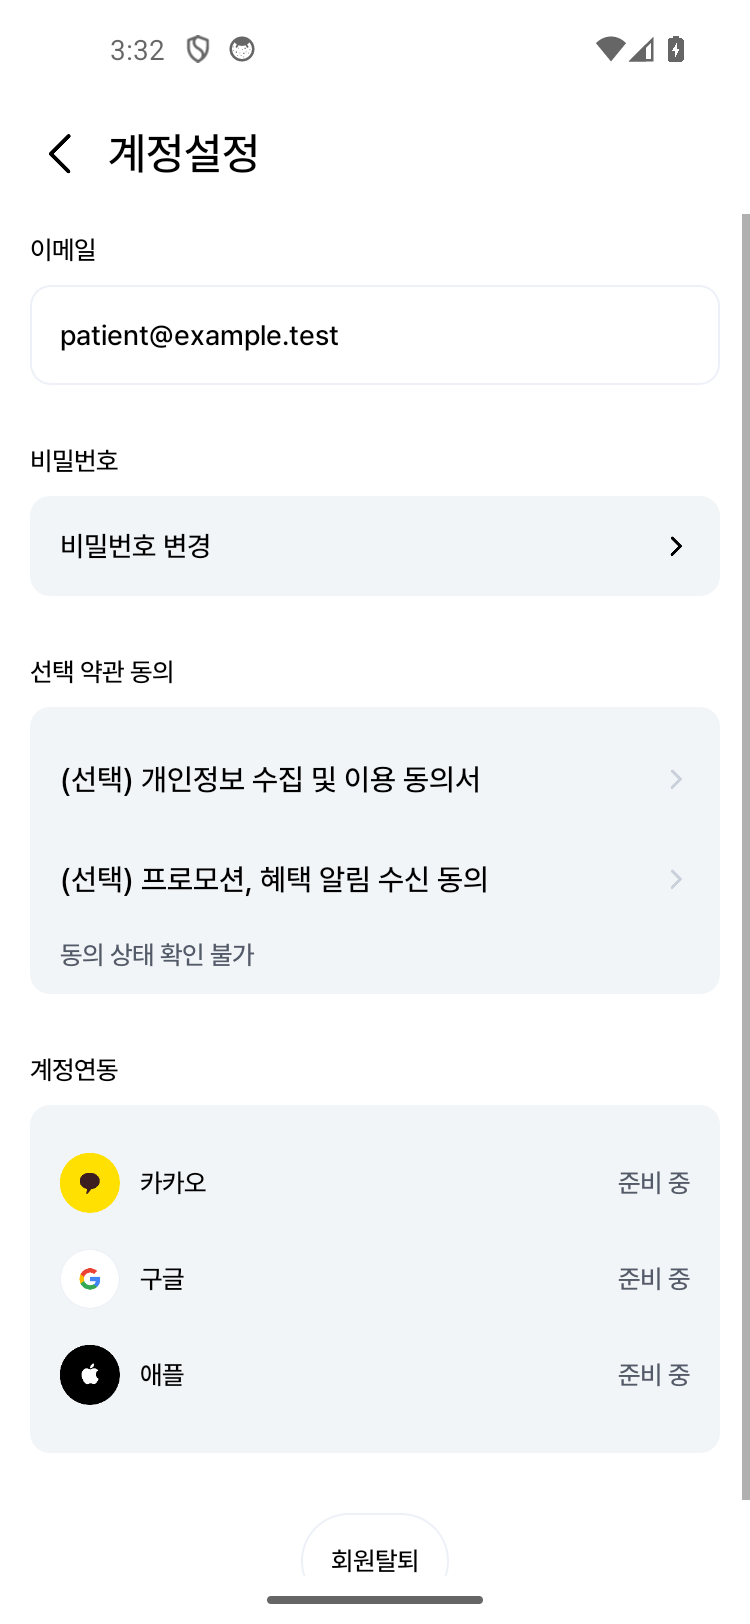 3:32
계정설정
이메일
patient@example.test
비밀번호
비밀번호 변경
선택 약관 동의
(선택) 개인정보 수집 및 이용 동의서
(선택) 프로모션, 혜택 알림 수신 동의
동의 상태 확인 불가
계정연동
카카오 준비 중
구글 준비 중
애플 준비 중
회원탈퇴